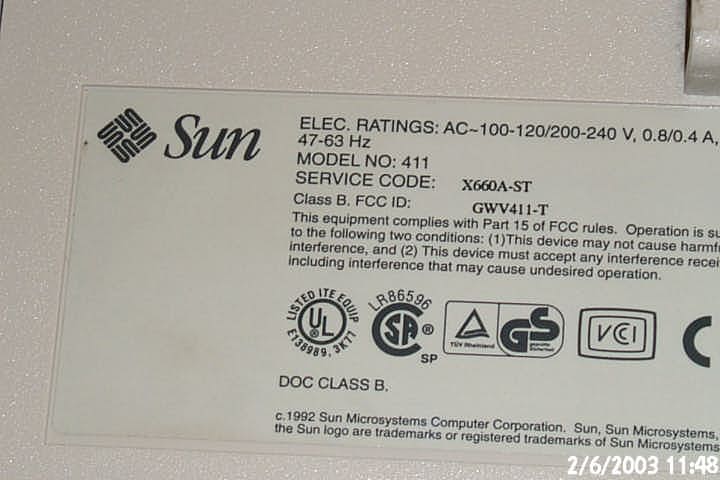 Sun
ELEC. RATINGS: AC~100-120/200-240 V, 0.8/0.4 A,
47-63 Hz
MODEL NO: 411
SERVICE CODE: X660A-ST
Class B. FCC ID: GWV411-T
This equipment complies with Part 15 of FCC rules. Operation is su
to the following two conditions: (1)This device may not cause harmf
interference, and (2) This device must accept any interference recei
including interference that may cause undesired operation.
LISTED ITE EQUIP
UL
®
E138989, 3K71
LR86596
SA
®
SP
TÜV Rheinland
GS
geprüfte
Sicherheit
VCI
C
DOC CLASS B.
c.1992 Sun Microsystems Computer Corporation. Sun, Sun Microsystems,
the Sun logo are trademarks or registered trademarks of Sun Microsystems
2/6/2003 11:48